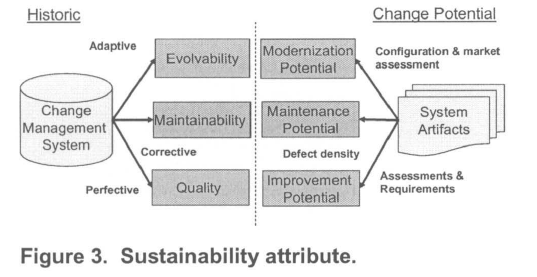 Historic
Change Potential
Adaptive
Evolvability
Modernization
Potential
Configuration & market
assessment
Change
Management
System
Maintainability
Maintenance
Potential
System
Artifacts
Corrective
Defect density
Perfective
Quality
Improvement
Potential
Assessments &
Requirements
Figure 3. Sustainability attribute.